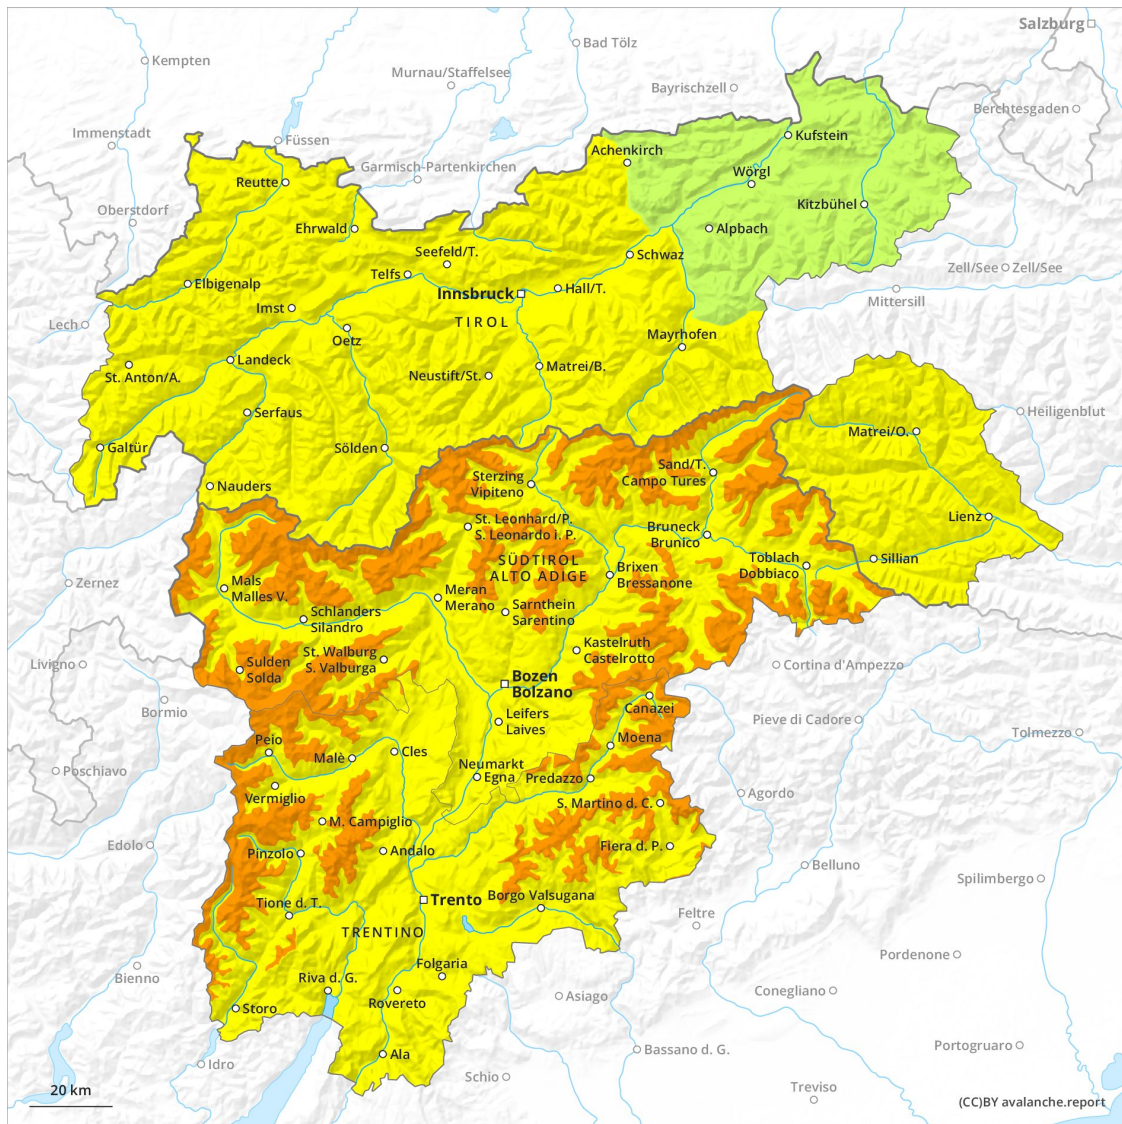 Salzburg
Kempten
Bad Tölz
Murnau/Staffelsee
Bayrischzell
Berchtesgaden
Immenstadt
Füssen
Kufstein
Achenkirch
Garmisch-Partenkirchen
Wörgl
Reutte
Oberstdorf
Kitzbühel
Ehrwald
Alpbach
Seefeld/T.
Schwaz
Telfs
Zell/See
Zell/See
Elbigenalp
Innsbruck
Hall/T.
Mittersill
Imst
TIROL
Lech
Oetz
Mayrhofen
Landeck
Matrei/B.
St. Anton/A.
Neustift/St.
Serfaus
Heiligenblut
Matrei/O.
Galtür
Sölden
Sand/T.
Campo Tures
Sterzing
Vipiteno
Nauders
St. Leonhard/P.
S. Leonardo i. P.
Lienz
Bruneck
Brunico
SÜDTIROL
ALTO ADIGE
Toblach
Dobbiaco
Sillian
Brixen
Bressanone
Zernez
Mals
Malles V.
Meran
Merano
Schlanders
Silandro
Sarnthein
Sarentino
Kastelruth
Castelrotto
St. Walburg
S. Valburga
Livigno
Sulden
Solda
Cortina d'Ampezzo
Bozen
Bolzano
Canazei
Bormio
Leifers
Laives
Pieve di Cadore
Tolmezzo
Peio
Moena
Cles
Malè
Neumarkt
Egna
Predazzo
Poschiavo
Vermiglio
Agordo
S. Martino d. C.
M. Campiglio
Edolo
Pinzolo
Andalo
Fiera d. P.
Belluno
Spilimbergo
Trento
Borgo Valsugana
Tione d. T.
Feltre
TRENTINO
Pordenone
Folgaria
Bienno
Riva d. G.
Rovereto
Asiago
Conegliano
Storo
Ala
Bassano d. G.
Portogruaro
Idro
Schio
Treviso
20 km
(CC)BY avalanche.report